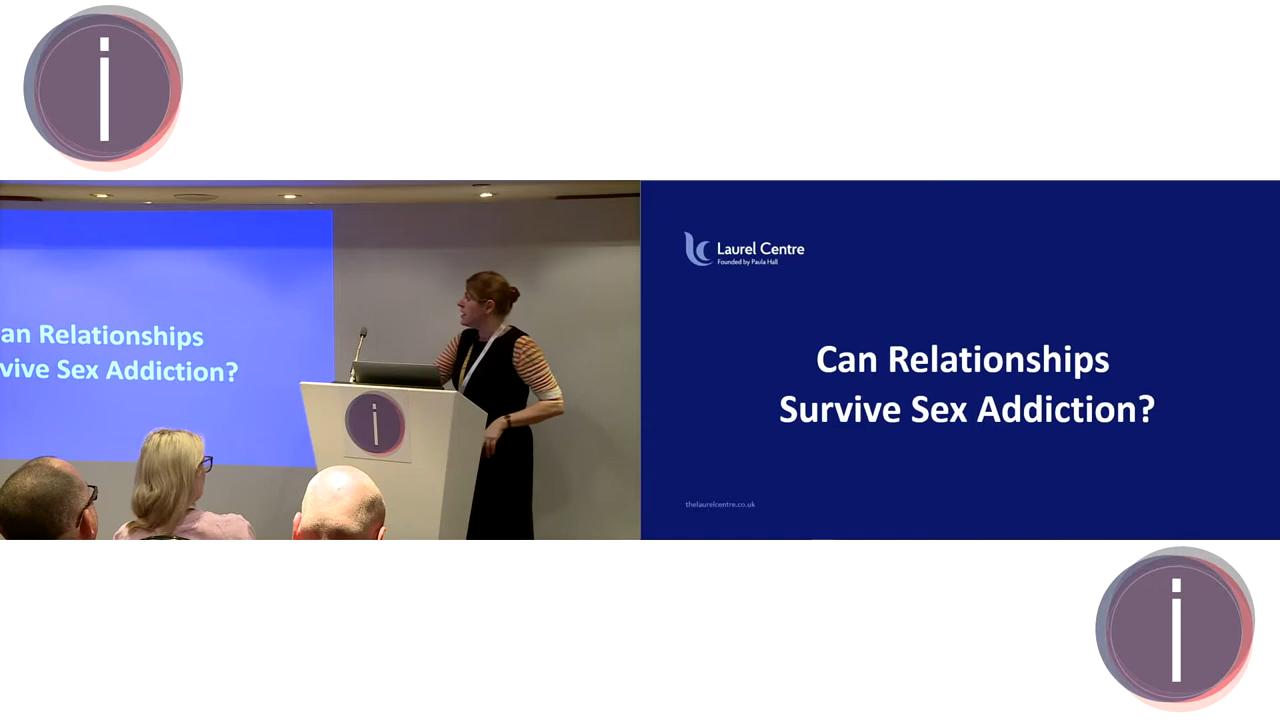 i
an Relationships
vive Sex Addiction?
i
Laurel Centre
Founded by Paula Hall
Can Relationships
Survive Sex Addiction?
thelaurelcentre.co.uk
i